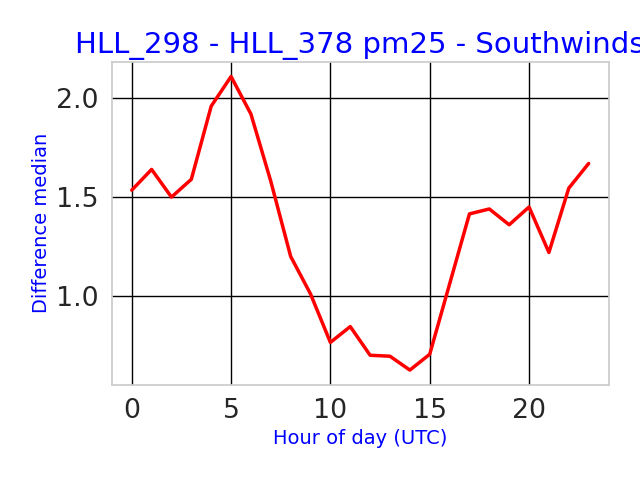 HLL_298 - HLL_378 pm25 - Southwinds
2.0
1.5
1.0
Difference median
0 5 10 15 20
Hour of day (UTC)